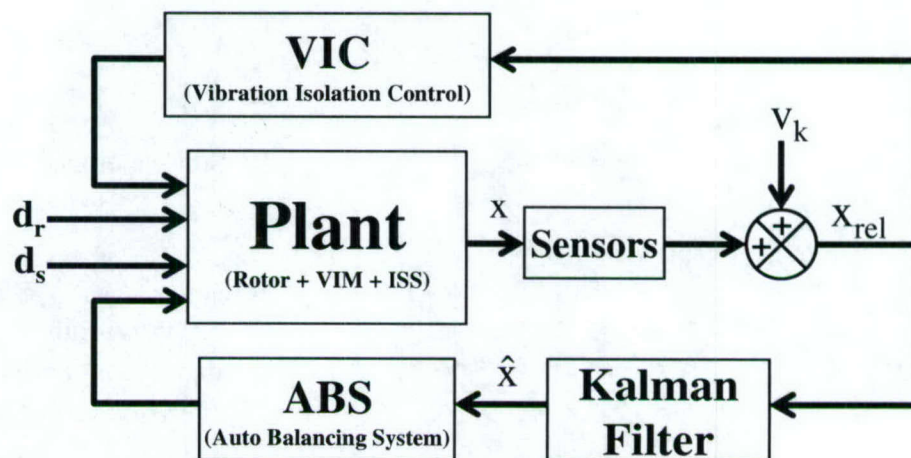 VIC
(Vibration Isolation Control)
V_k
d_r
d_s
Plant
(Rotor + VIM + ISS)
x
Sensors
+
+
X_rel
ABS
(Auto Balancing System)
x̂
Kalman
Filter